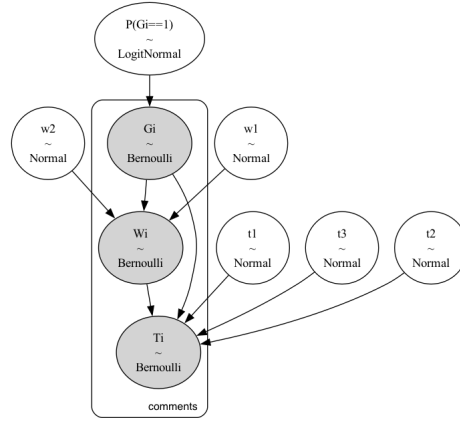 P(Gi==1)
~
LogitNormal
w2
~
Normal
Gi
~
Bernoulli
w1
~
Normal
Wi
~
Bernoulli
t1
~
Normal
t3
~
Normal
t2
~
Normal
Ti
~
Bernoulli
comments